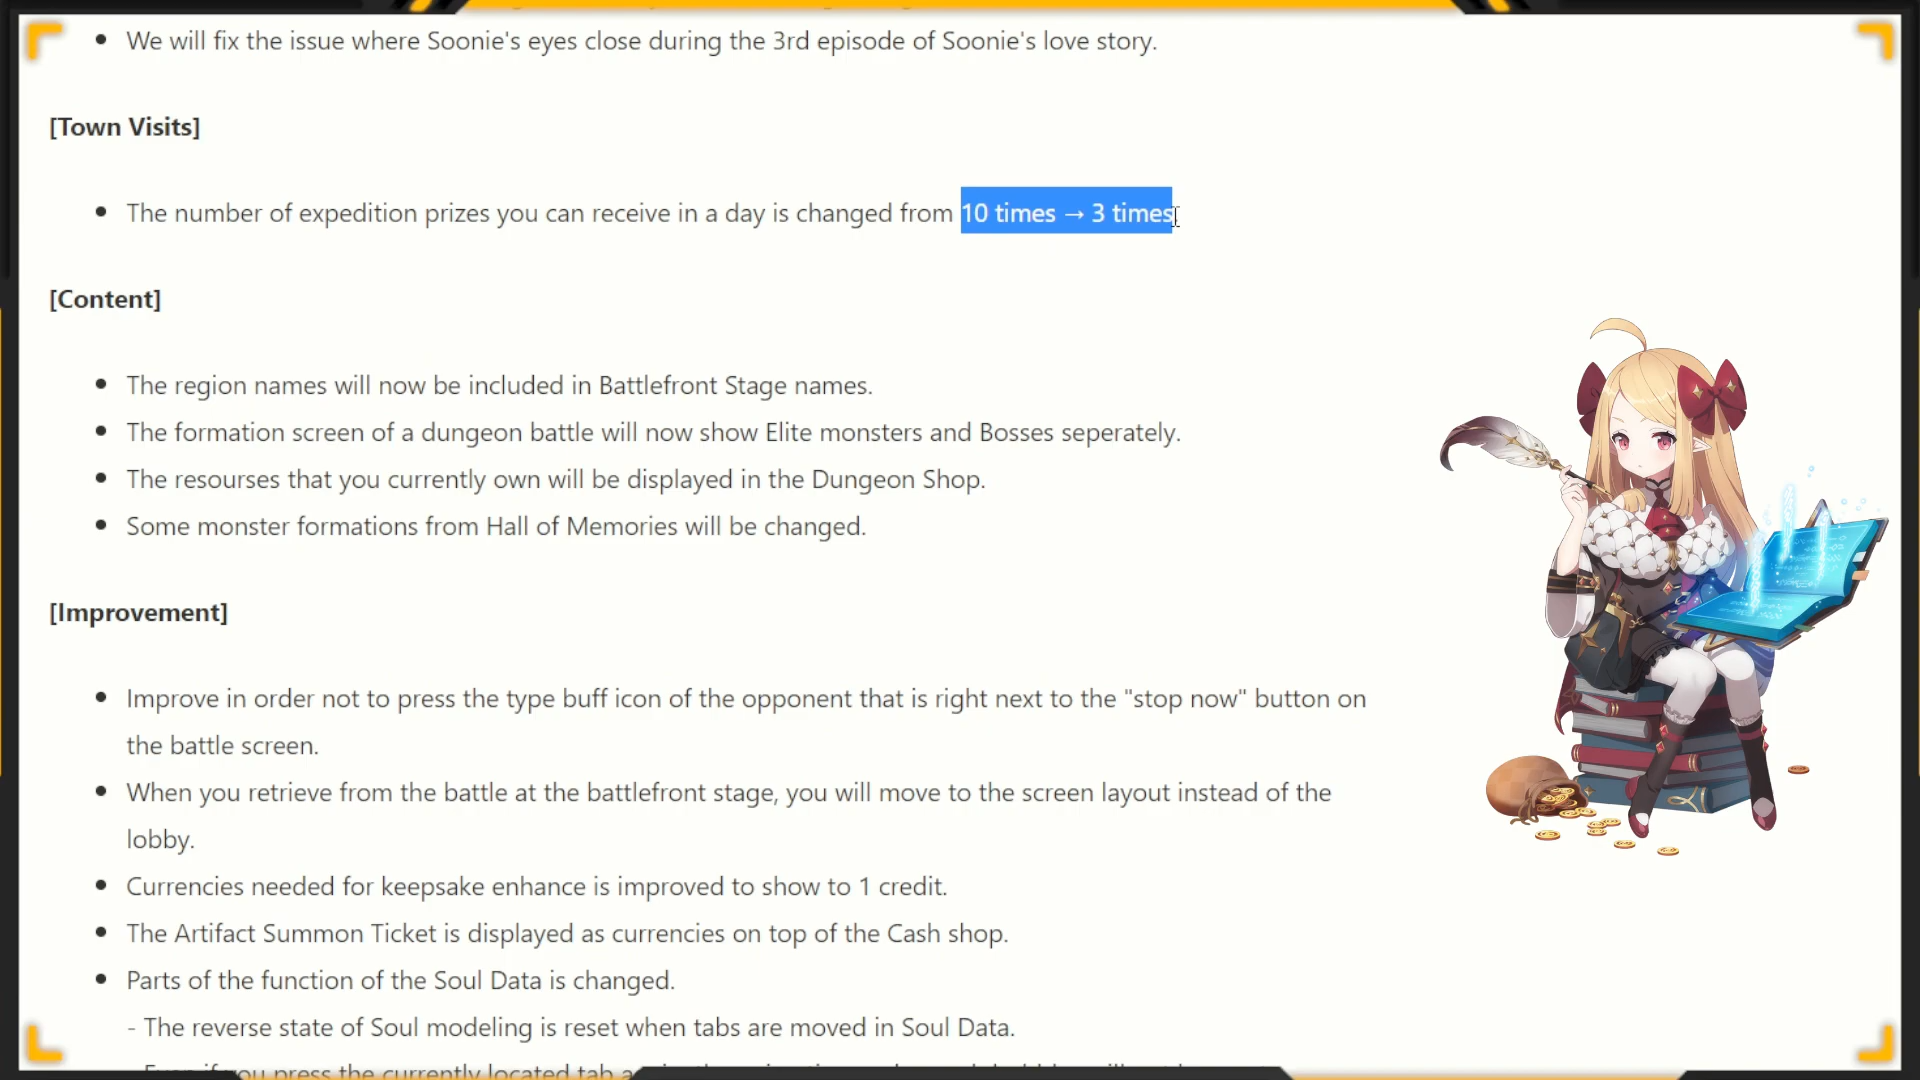 • We will fix the issue where Soonie's eyes close during the 3rd episode of Soonie's love story.
[Town Visits]
• The number of expedition prizes you can receive in a day is changed from 10 times → 3 times
[Content]
• The region names will now be included in Battlefront Stage names.
• The formation screen of a dungeon battle will now show Elite monsters and Bosses seperately.
• The resourses that you currently own will be displayed in the Dungeon Shop.
• Some monster formations from Hall of Memories will be changed.
[Improvement]
• Improve in order not to press the type buff icon of the opponent that is right next to the "stop now" button on
the battle screen.
• When you retrieve from the battle at the battlefront stage, you will move to the screen layout instead of the
lobby.
• Currencies needed for keepsake enhance is improved to show to 1 credit.
• The Artifact Summon Ticket is displayed as currencies on top of the Cash shop.
• Parts of the function of the Soul Data is changed.
- The reverse state of Soul modeling is reset when tabs are moved in Soul Data.
- Even if you press the currently located tab